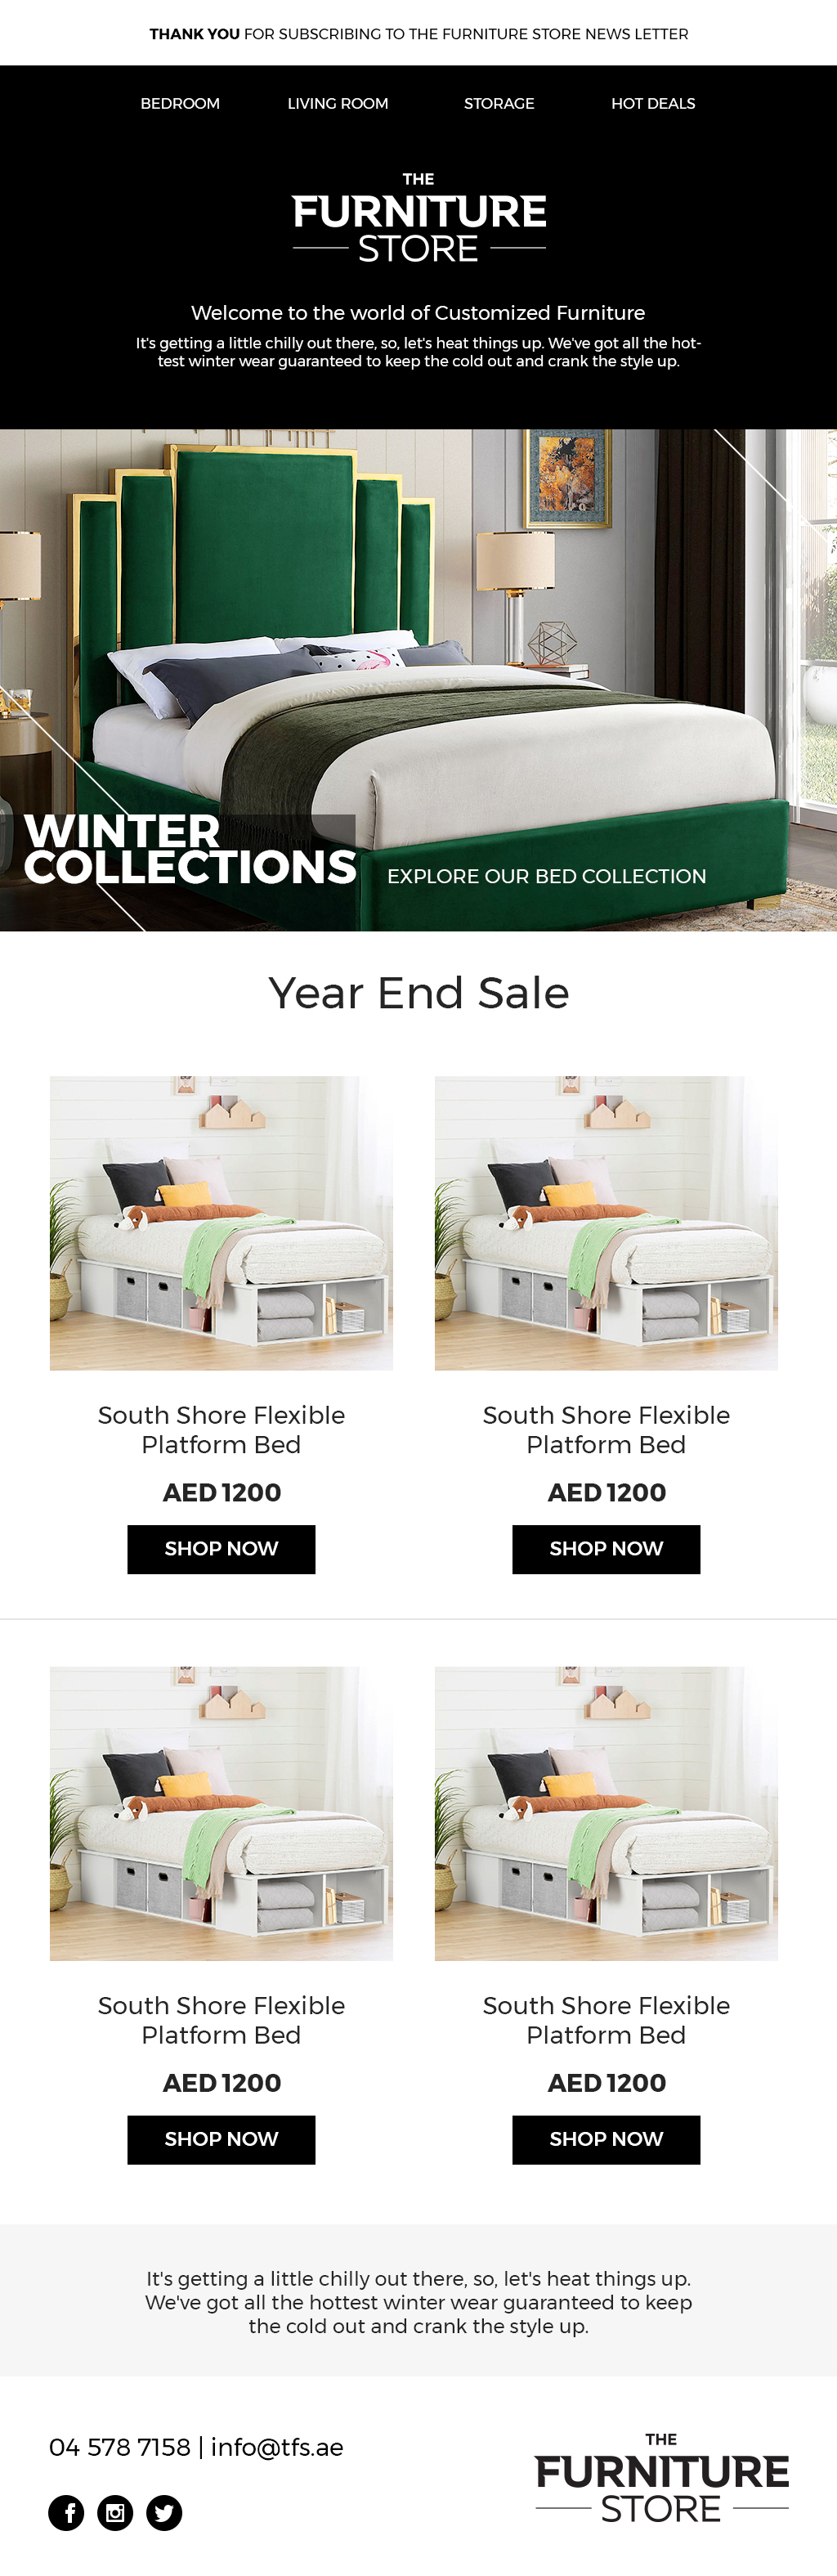 THANK YOU FOR SUBSCRIBING TO THE FURNITURE STORE NEWS LETTER
BEDROOM LIVING ROOM STORAGE HOT DEALS
THE
FURNITURE
STORE
Welcome to the world of Customized Furniture
It's getting a little chilly out there, so, let's heat things up. We've got all the hot-
test winter wear guaranteed to keep the cold out and crank the style up.
WINTER
COLLECTIONS
EXPLORE OUR BED COLLECTION
Year End Sale
South Shore Flexible
Platform Bed
AED 1200
SHOP NOW
South Shore Flexible
Platform Bed
AED 1200
SHOP NOW
South Shore Flexible
Platform Bed
AED 1200
SHOP NOW
South Shore Flexible
Platform Bed
AED 1200
SHOP NOW
It's getting a little chilly out there, so, let's heat things up.
We've got all the hottest winter wear guaranteed to keep
the cold out and crank the style up.
04 578 7158 | info@tfs.ae
THE
FURNITURE
STORE